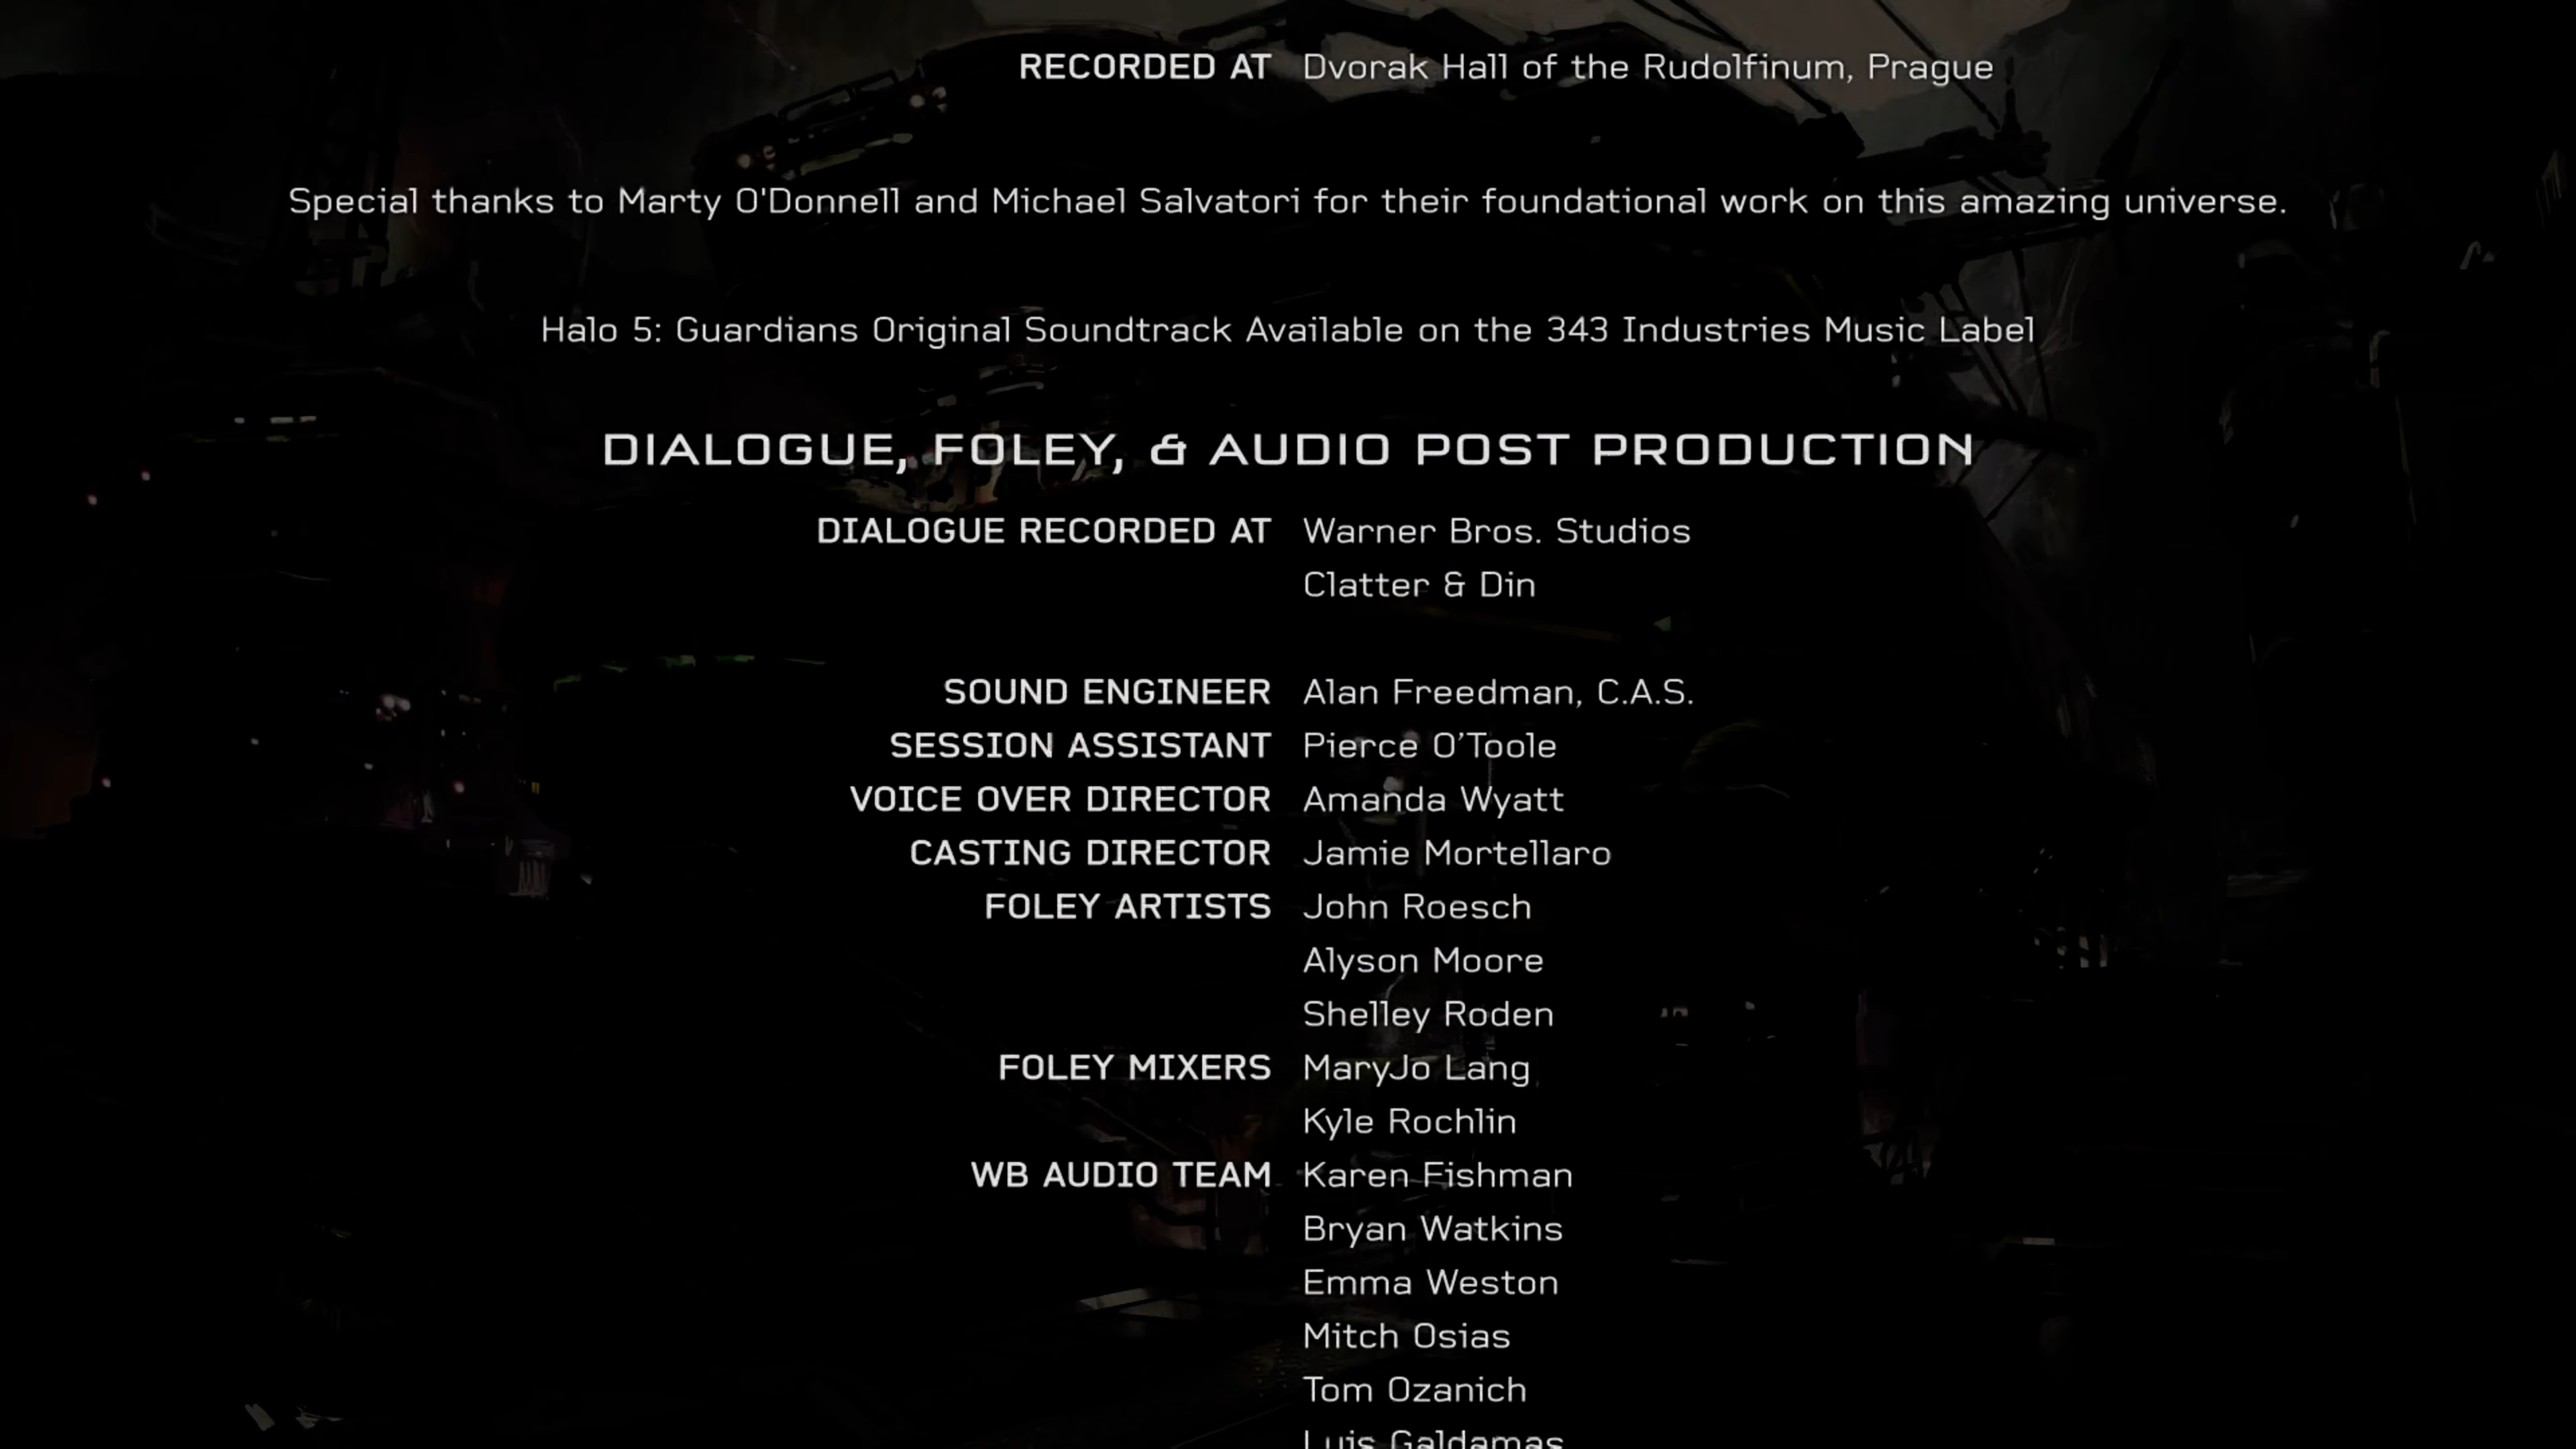 RECORDED AT Dvorak Hall of the Rudolfinum, Prague
Special thanks to Marty O'Donnell and Michael Salvatori for their foundational work on this amazing universe.
Halo 5: Guardians Original Soundtrack Available on the 343 Industries Music Label
DIALOGUE, FOLEY, & AUDIO POST PRODUCTION
DIALOGUE RECORDED AT Warner Bros. Studios
Clatter & Din
SOUND ENGINEER Alan Freedman, C.A.S.
SESSION ASSISTANT Pierce O’Toole
VOICE OVER DIRECTOR Amanda Wyatt
CASTING DIRECTOR Jamie Mortellaro
FOLEY ARTISTS John Roesch
Alyson Moore
Shelley Roden
FOLEY MIXERS MaryJo Lang
Kyle Rochlin
WB AUDIO TEAM Karen Fishman
Bryan Watkins
Emma Weston
Mitch Osias
Tom Ozanich
Luis Galdamas